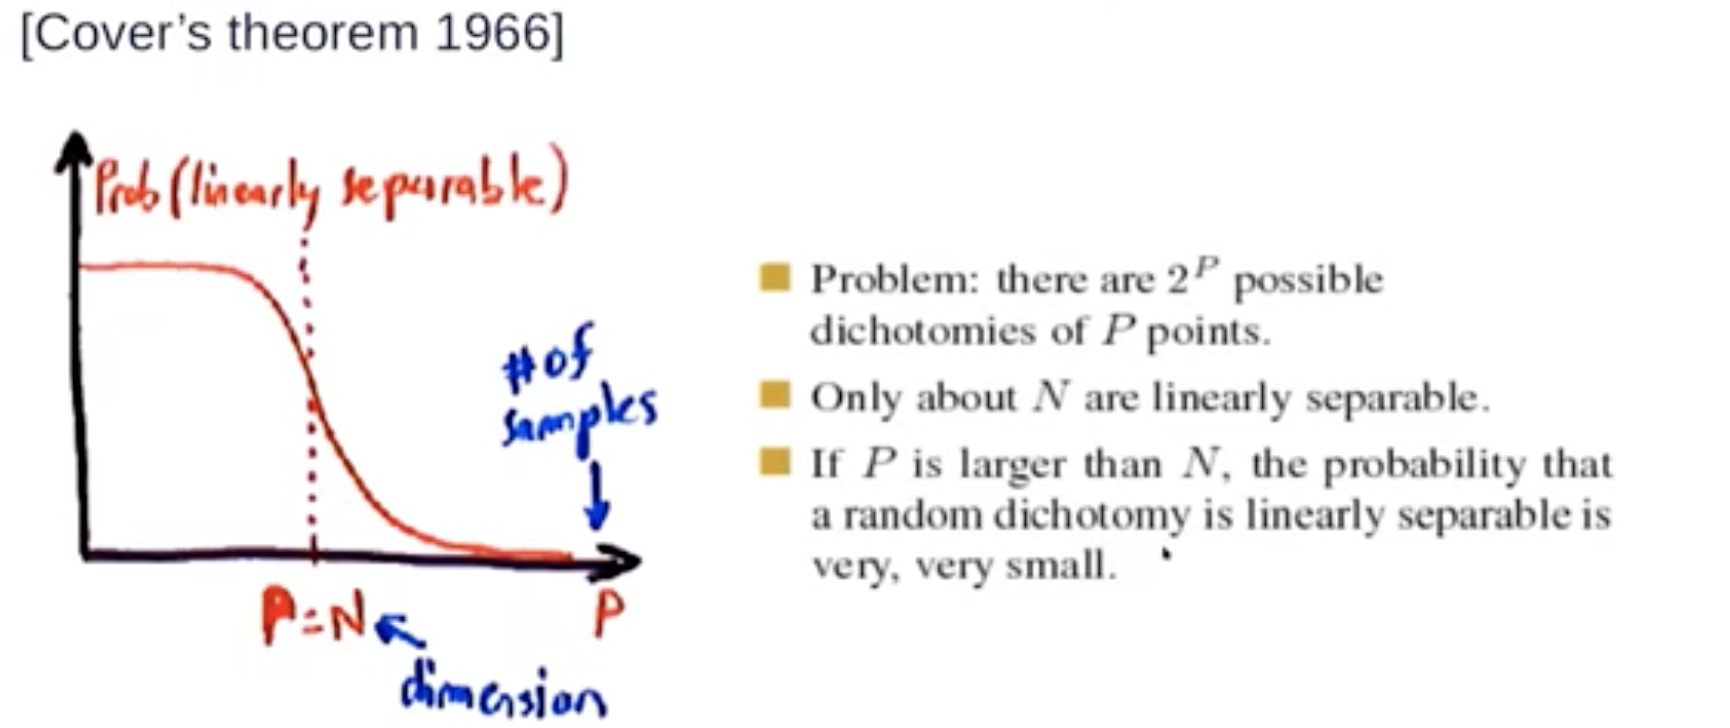 [Cover's theorem 1966]
Prob (linearly separable)
# of
samples
P=N
P
dimension
Problem: there are 2^P possible
dichotomies of P points.
Only about N are linearly separable.
If P is larger than N, the probability that
a random dichotomy is linearly separable is
very, very small.